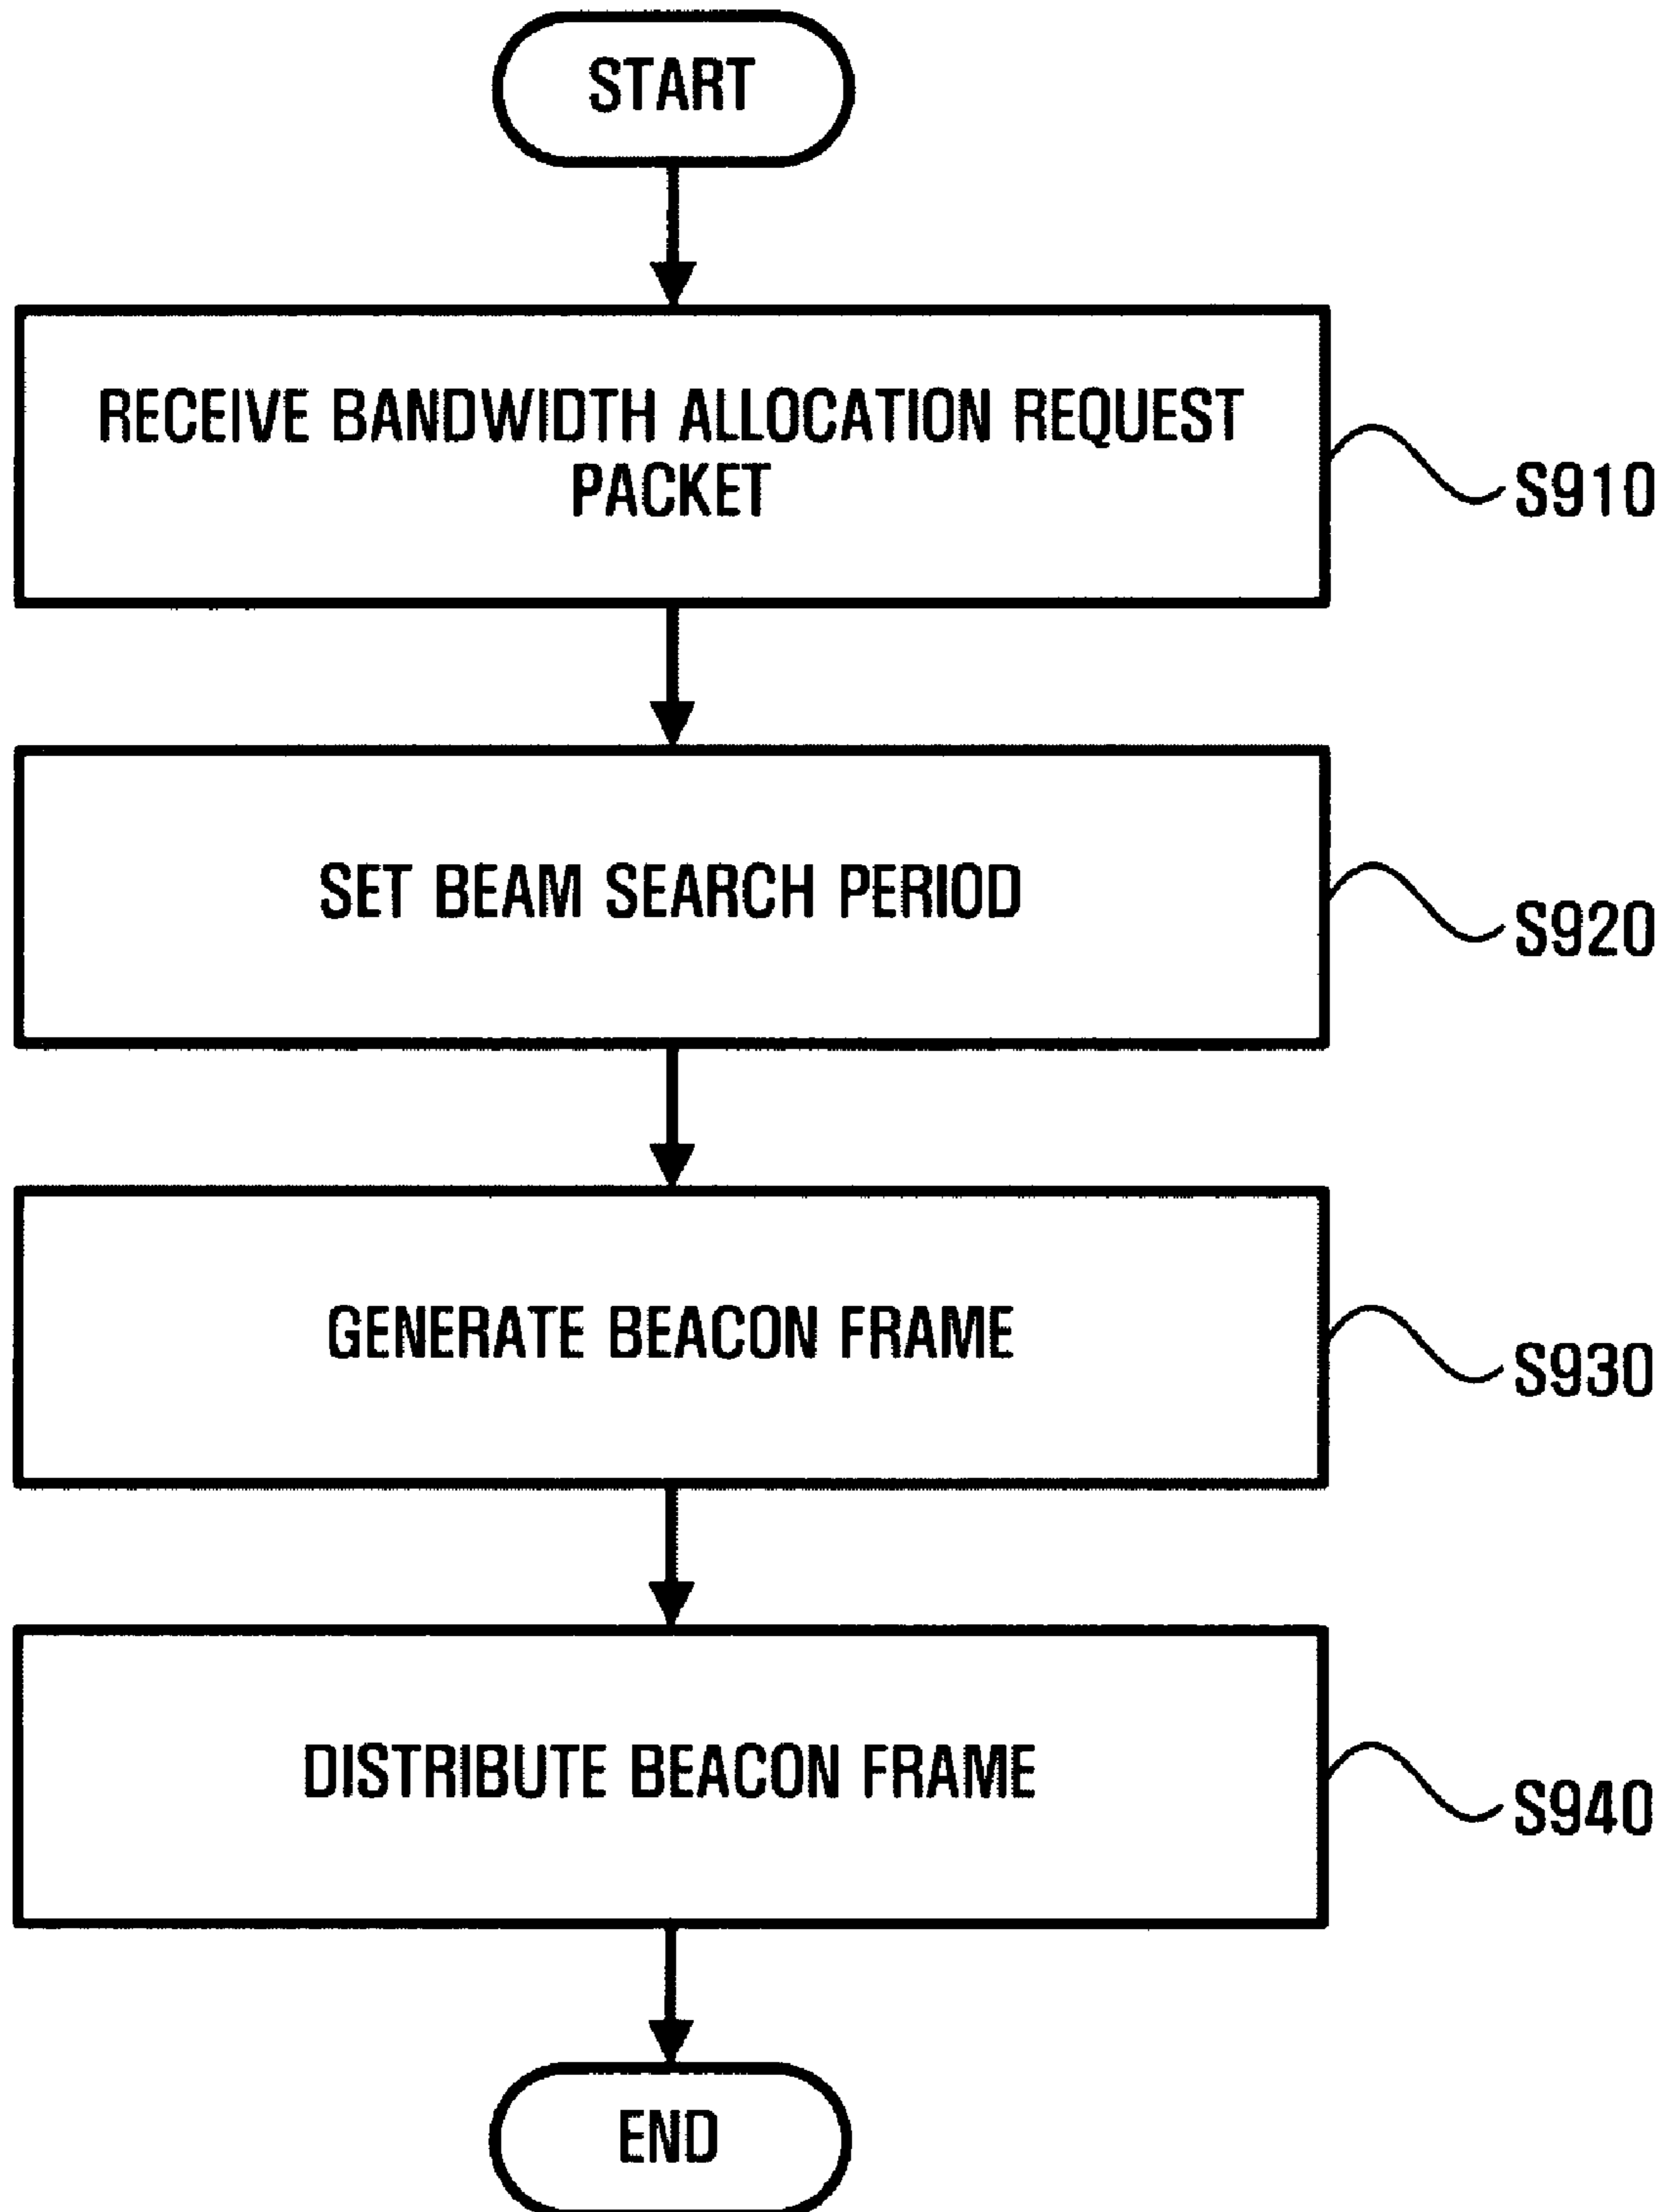 START
RECEIVE BANDWIDTH ALLOCATION REQUEST
PACKET
S910
SET BEAM SEARCH PERIOD
S920
GENERATE BEACON FRAME
S930
DISTRIBUTE BEACON FRAME
S940
END